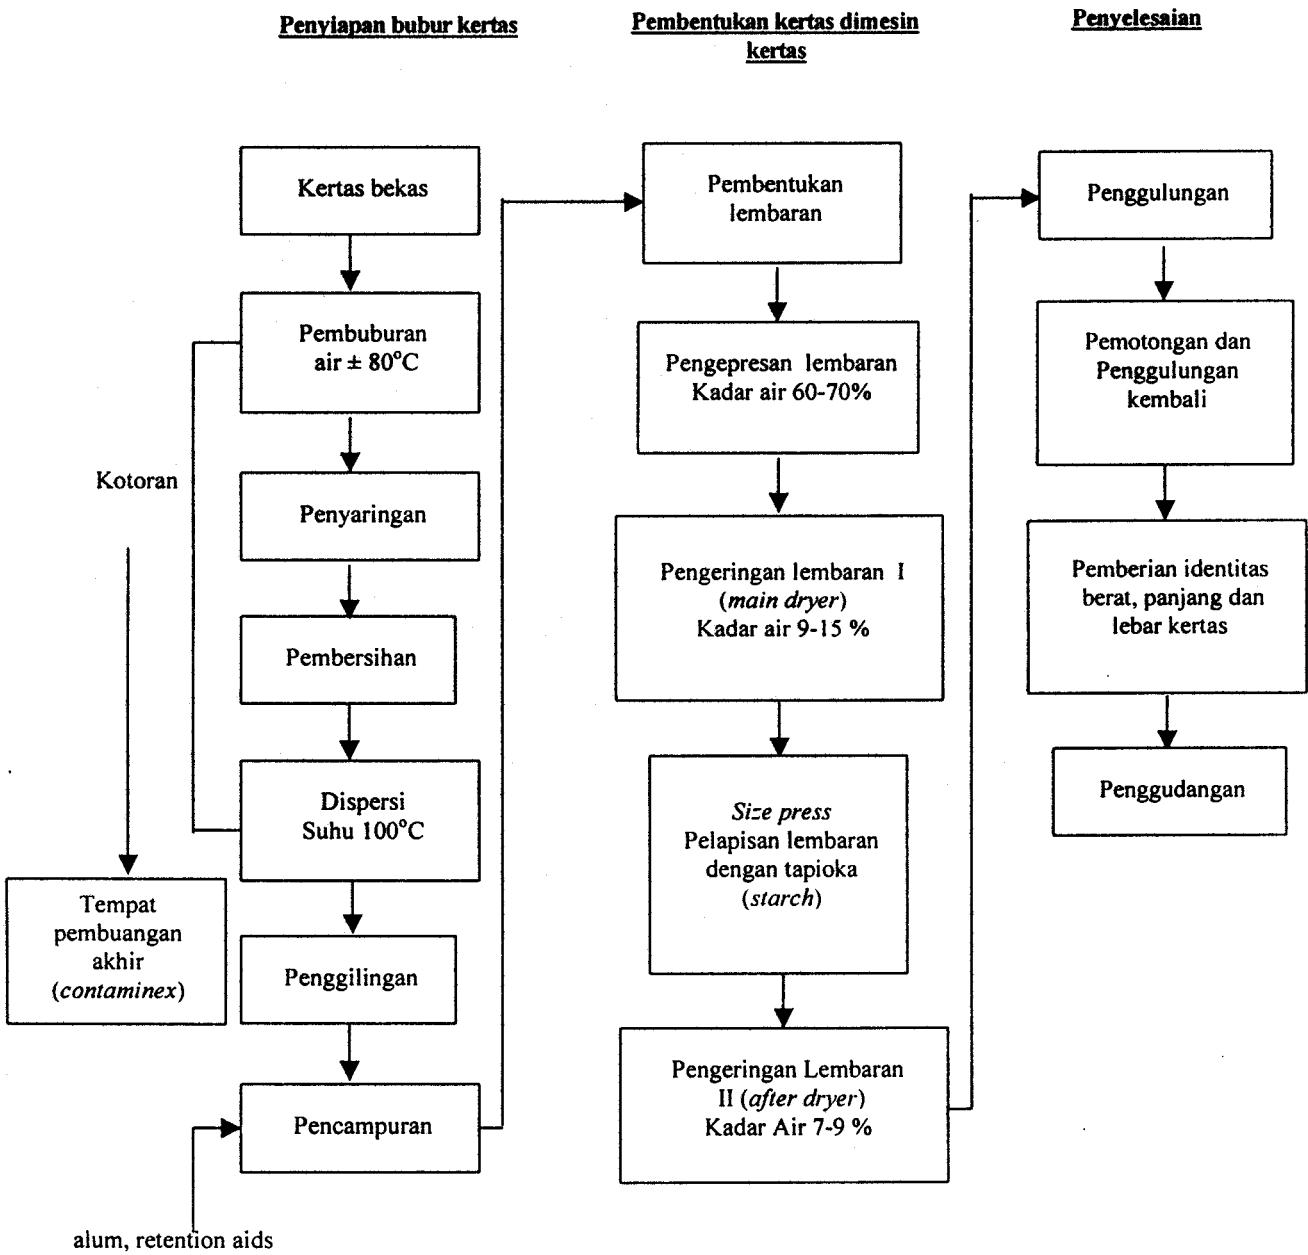 Penyiapan bubur kertas
Kertas bekas
Pembuburan
air ± 80°C
Kotoran
Penyaringan
Pembersihan
Dispersi
Suhu 100°C
Tempat
pembuangan
akhir
(contaminex)
Penggilingan
Pencampuran
alum, retention aids
Pembentukan kertas dimesin
kertas
Pembentukan
lembaran
Pengepresan lembaran
Kadar air 60-70%
Pengeringan lembaran I
(main dryer)
Kadar air 9-15 %
Size press
Pelapisan lembaran
dengan tapioka
(starch)
Pengeringan Lembaran
II (after dryer)
Kadar Air 7-9 %
Penyelesaian
Penggulungan
Pemotongan dan
Penggulungan
kembali
Pemberian identitas
berat, panjang dan
lebar kertas
Penggudangan